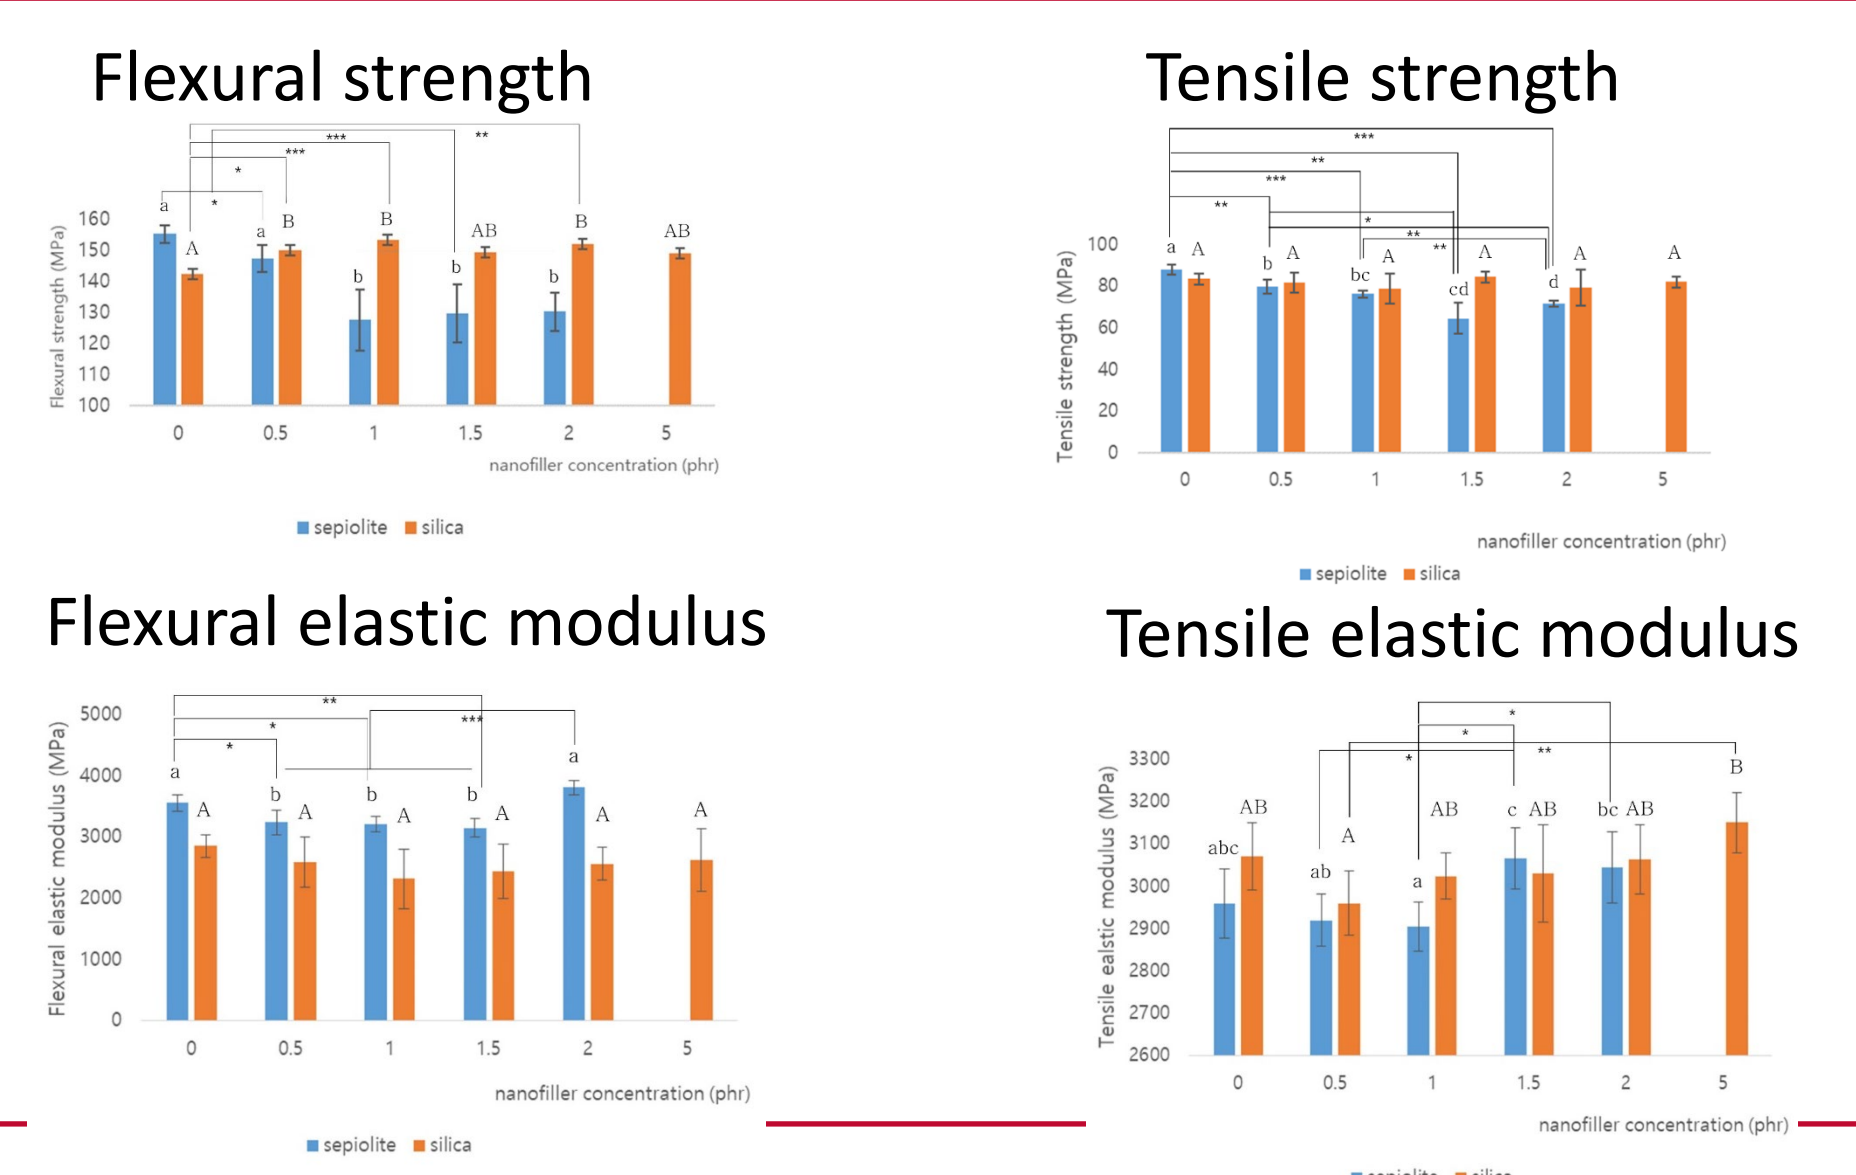 Flexural strength
***
**
***
*
*
160
150
140
130
120
110
100
Flexural strength (MPa)
a
A
a
B
b
B
b
AB
b
B
AB
0
0.5
1
1.5
2
5
nanofiller concentration (phr)
sepiolite
silica
Tensile strength
***
**
***
**
*
**
**
100
80
60
40
20
0
Tensile strength (MPa)
a
A
b
A
bc
A
cd
A
d
A
A
0
0.5
1
1.5
2
5
nanofiller concentration (phr)
sepiolite
silica
Flexural elastic modulus
**
***
*
*
5000
4000
3000
2000
1000
0
Flexural elastic modulus (MPa)
a
A
b
A
b
A
b
A
a
A
A
0
0.5
1
1.5
2
5
nanofiller concentration (phr)
sepiolite
silica
Tensile elastic modulus
*
*
**
*
3300
3200
3100
3000
2900
2800
2700
2600
Tensile ealstic modulus (MPa)
abc
AB
ab
A
a
AB
c
AB
bc
AB
B
0
0.5
1
1.5
2
5
nanofiller concentration (phr)